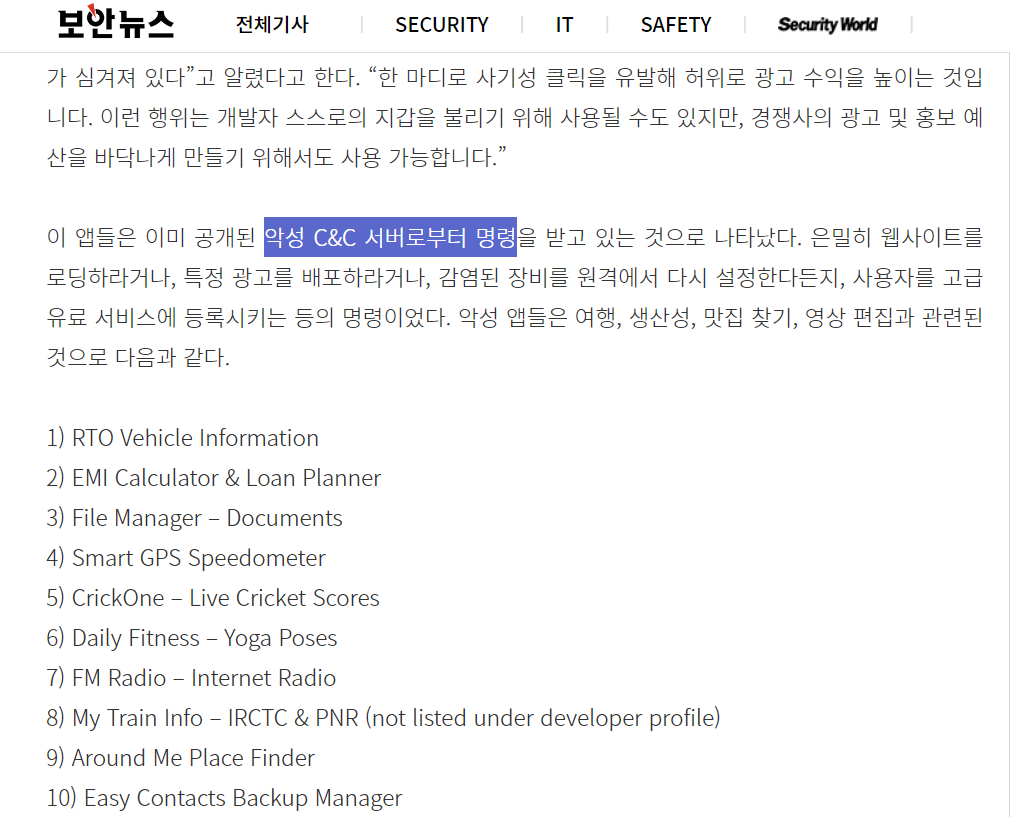 보안뉴스 전체기사 SECURITY IT SAFETY Security World
가 심겨져 있다”고 알렸다고 한다. “한 마디로 사기성 클릭을 유발해 허위로 광고 수익을 높이는 것입
니다. 이런 행위는 개발자 스스로의 지갑을 불리기 위해 사용될 수도 있지만, 경쟁사의 광고 및 홍보 예
산을 바닥나게 만들기 위해서도 사용 가능합니다.”
이 앱들은 이미 공개된 악성 C&C 서버로부터 명령을 받고 있는 것으로 나타났다. 은밀히 웹사이트를
로딩하라거나, 특정 광고를 배포하라거나, 감염된 장비를 원격에서 다시 설정한다든지, 사용자를 고급
유료 서비스에 등록시키는 등의 명령이었다. 악성 앱들은 여행, 생산성, 맛집 찾기, 영상 편집과 관련된
것으로 다음과 같다.
1) RTO Vehicle Information
2) EMI Calculator & Loan Planner
3) File Manager – Documents
4) Smart GPS Speedometer
5) CrickOne – Live Cricket Scores
6) Daily Fitness – Yoga Poses
7) FM Radio – Internet Radio
8) My Train Info – IRCTC & PNR (not listed under developer profile)
9) Around Me Place Finder
10) Easy Contacts Backup Manager